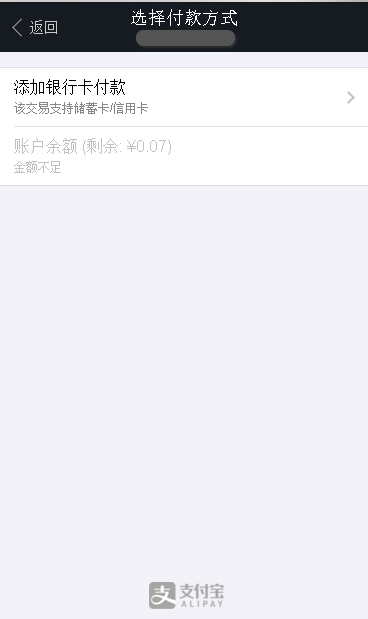 返回
选择付款方式
添加银行卡付款
该交易支持储蓄卡/信用卡
账户余额 (剩余: ¥0.07)
金额不足
支 支付宝
ALIPAY